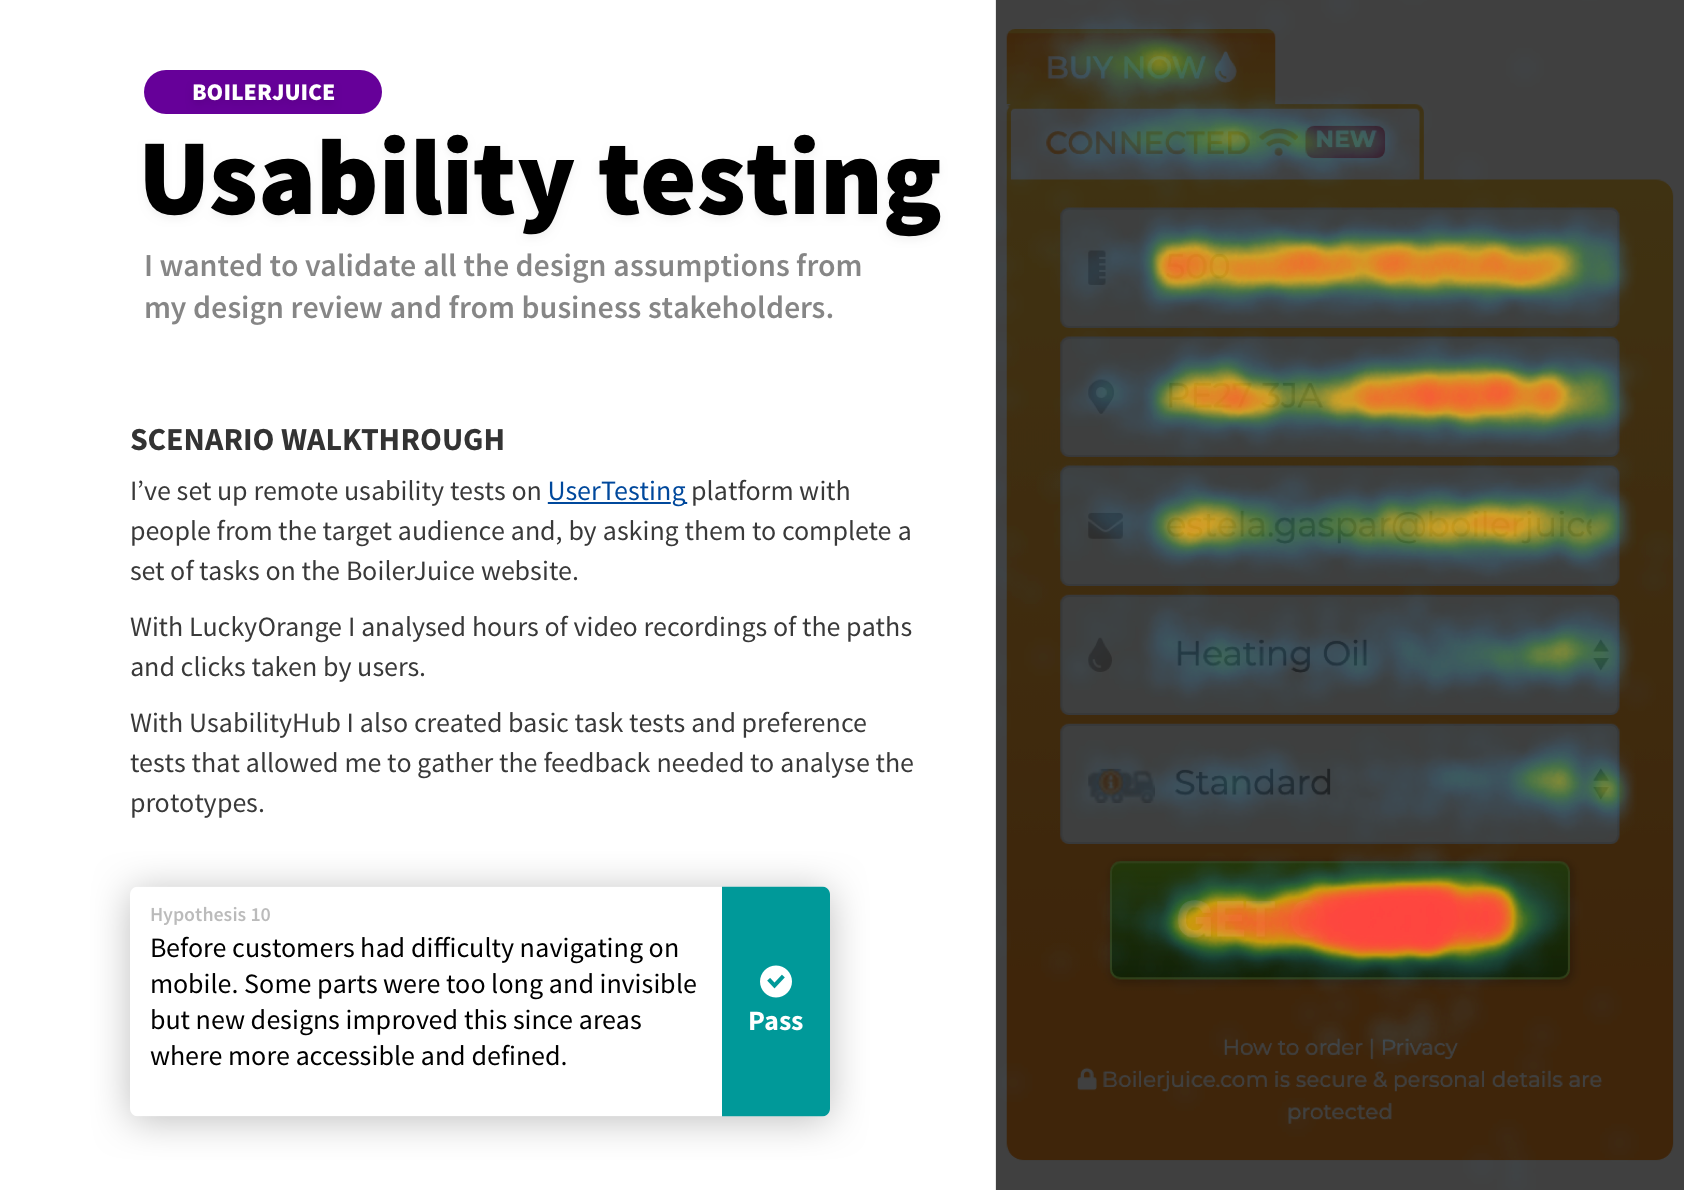 BOILERJUICE
Usability testing
I wanted to validate all the design assumptions from
my design review and from business stakeholders.
SCENARIO WALKTHROUGH
I've set up remote usability tests on UserTesting platform with
people from the target audience and, by asking them to complete a
set of tasks on the BoilerJuice website.
With LuckyOrange I analysed hours of video recordings of the paths
and clicks taken by users.
With UsabilityHub I also created basic task tests and preference
tests that allowed me to gather the feedback needed to analyse the
prototypes.
Hypothesis 10
Before customers had difficulty navigating on
mobile. Some parts were too long and invisible
but new designs improved this since areas
where more accessible and defined.
Pass
BUY NOW
CONNECTED NEW
500
PE27 3JA
estela.gaspar@boilerjuice
Heating Oil
Standard
GET
How to order | Privacy
Boilerjuice.com is secure & personal details are
protected